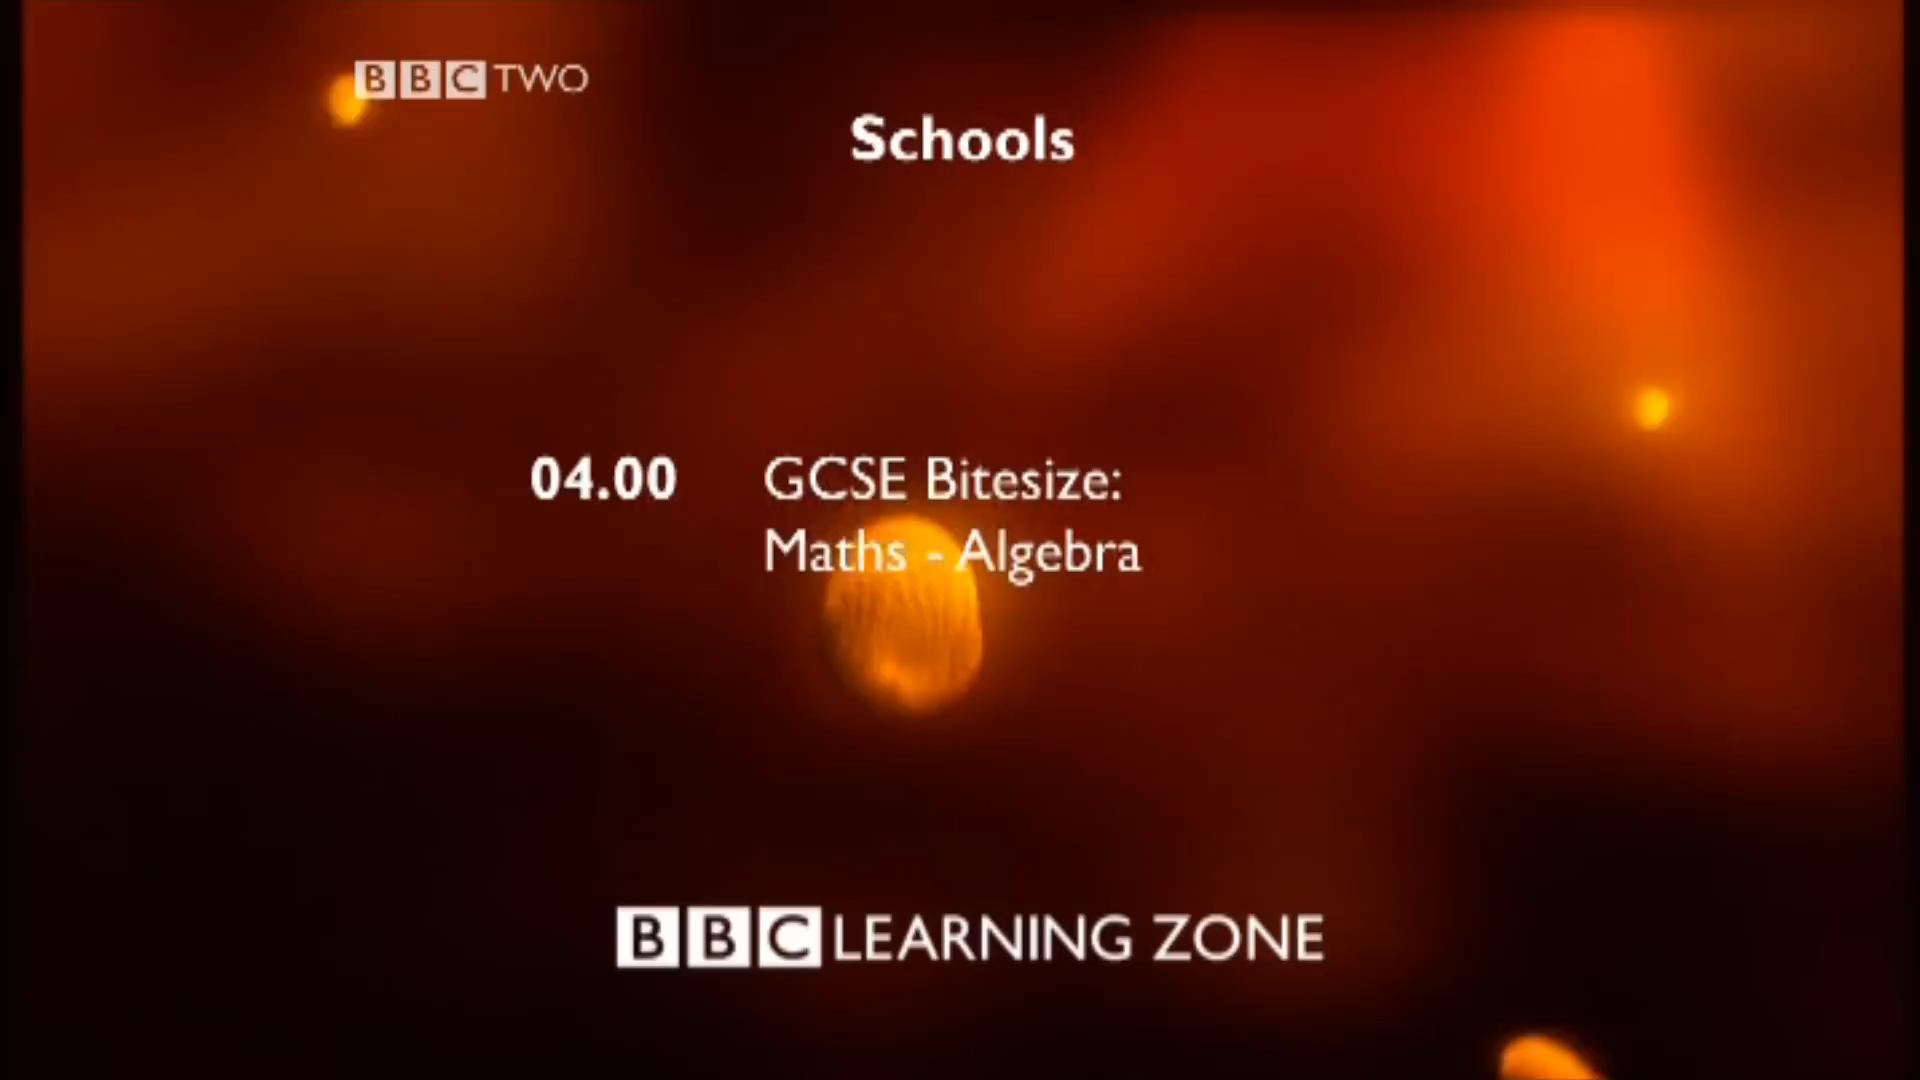 BBC TWO
Schools
04.00 GCSE Bitesize:
Maths - Algebra
BBC LEARNING ZONE